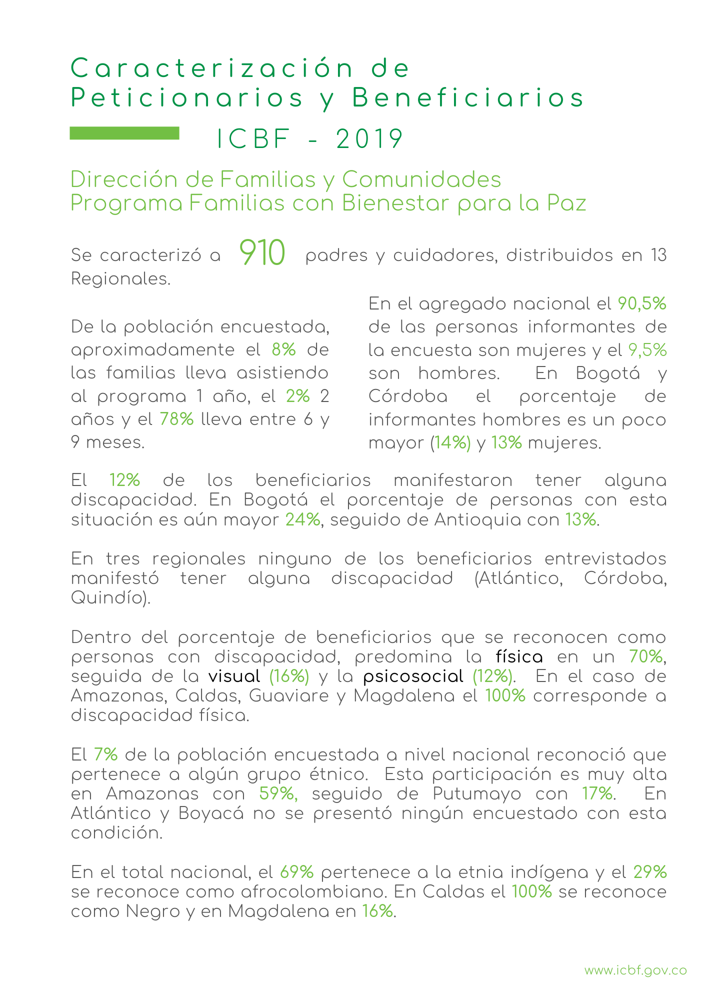 Caracterización de
Peticionarios y Beneficiarios
ICBF - 2019
Dirección de Familias y Comunidades
Programa Familias con Bienestar para la Paz
Se caracterizó a 910 padres y cuidadores, distribuidos en 13
Regionales.
De la población encuestada,
aproximadamente el 8% de
las familias lleva asistiendo
al programa 1 año, el 2% 2
años y el 78% lleva entre 6 y
9 meses.
En el agregado nacional el 90,5%
de las personas informantes de
la encuesta son mujeres y el 9,5%
son hombres. En Bogotá y
Córdoba el porcentaje de
informantes hombres es un poco
mayor (14%) y 13% mujeres.
El 12% de los beneficiarios manifestaron tener alguna
discapacidad. En Bogotá el porcentaje de personas con esta
situación es aún mayor 24%, seguido de Antioquia con 13%.
En tres regionales ninguno de los beneficiarios entrevistados
manifestó tener alguna discapacidad (Atlántico, Córdoba,
Quindío).
Dentro del porcentaje de beneficiarios que se reconocen como
personas con discapacidad, predomina la física en un 70%,
seguida de la visual (16%) y la psicosocial (12%). En el caso de
Amazonas, Caldas, Guaviare y Magdalena el 100% corresponde a
discapacidad física.
El 7% de la población encuestada a nivel nacional reconoció que
pertenece a algún grupo étnico. Esta participación es muy alta
en Amazonas con 59%, seguido de Putumayo con 17%. En
Atlántico y Boyacá no se presentó ningún encuestado con esta
condición.
En el total nacional, el 69% pertenece a la etnia indígena y el 29%
se reconoce como afrocolombiano. En Caldas el 100% se reconoce
como Negro y en Magdalena en 16%.
www.icbf.gov.co